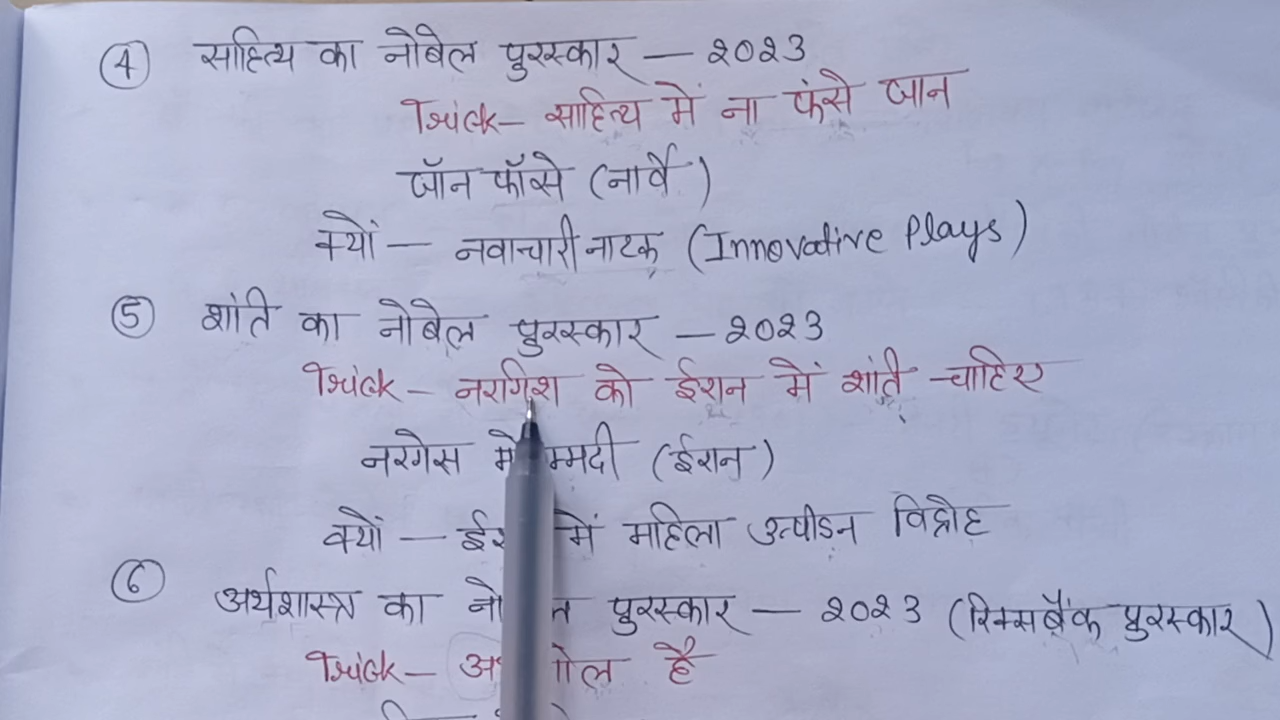 ④ साहित्य का नोबेल पुरस्कार — 2023
Trick- साहित्य में ना फंसे जान
जॉन फॉसे (नार्वे)
क्यों — नवाचारी नाटक (Innovative Plays)
⑤ शांति का नोबेल पुरस्कार — 2023
Trick- नरगिश को ईरान में शांति चाहिए
नरगेस (ईरान)
क्यों — में महिला उत्पीडन विद्रोह
⑥ अर्थशास्त्र का पुरस्कार — 2023 (रिक्सबैंक पुरस्कार)
Trick- गोल है